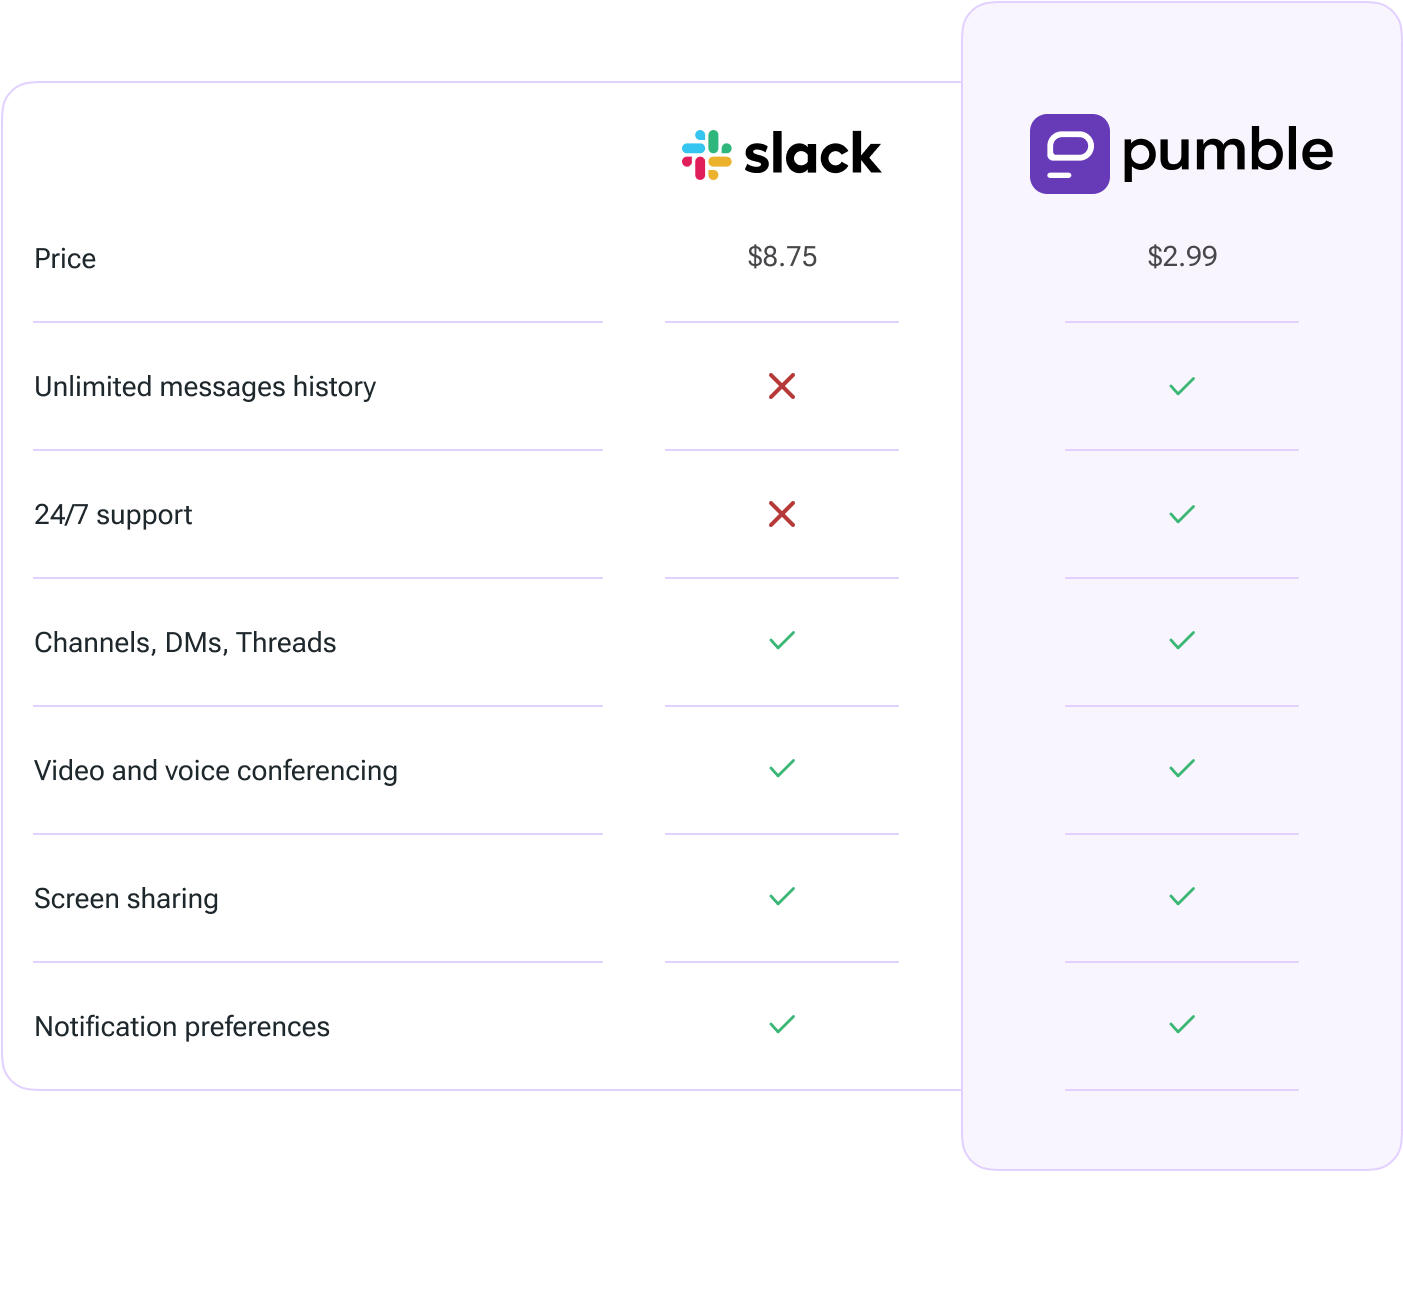 slack pumble
Price $8.75 $2.99
Unlimited messages history
24/7 support
Channels, DMs, Threads
Video and voice conferencing
Screen sharing
Notification preferences